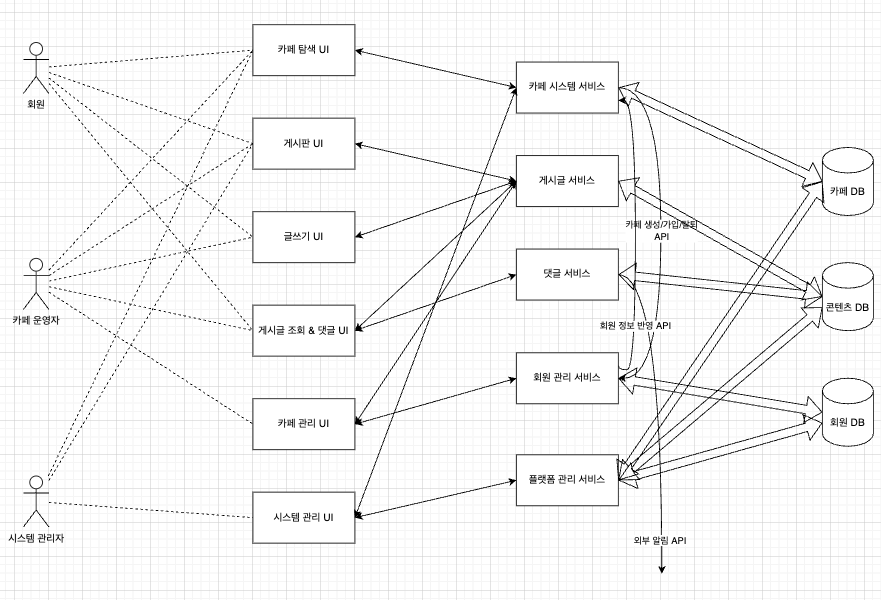 회원
카페 운영자
시스템 관리자
카페 탐색 UI
게시판 UI
글쓰기 UI
게시글 조회 & 댓글 UI
카페 관리 UI
시스템 관리 UI
카페 시스템 서비스
게시글 서비스
댓글 서비스
회원 관리 서비스
플랫폼 관리 서비스
카페 생성/가입/탈퇴
API
회원 정보 반영 API
외부 알림 API
카페 DB
콘텐츠 DB
회원 DB